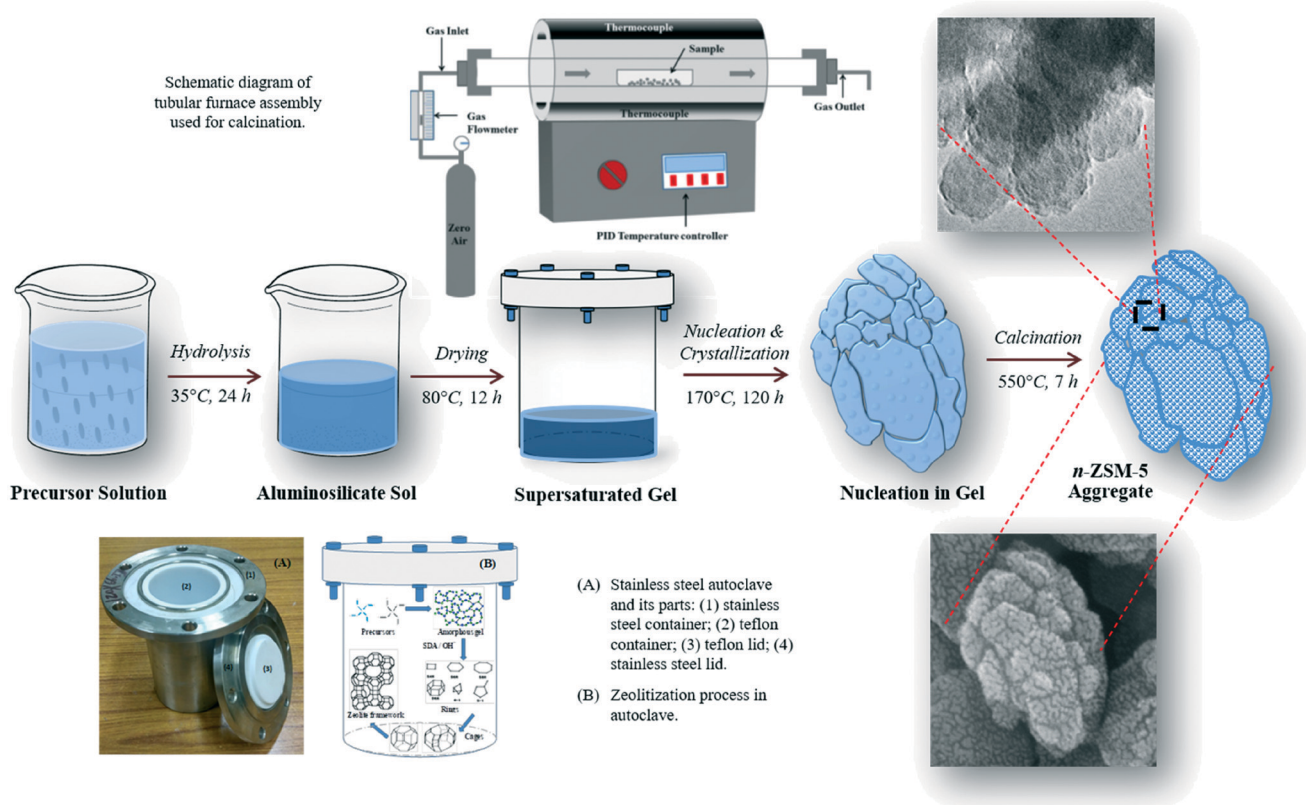 Schematic diagram of
tubular furnace assembly
used for calcination.
Gas Inlet
Thermocouple
Sample
Gas
Flowmeter
Thermocouple
Gas Outlet
Zero
Air
PID Temperature controller
Hydrolysis
35°C, 24 h
Drying
80°C, 12 h
Nucleation &
Crystallization
170°C, 120 h
Calcination
550°C, 7 h
Precursor Solution
Aluminosilicate Sol
Supersaturated Gel
Nucleation in Gel
n-ZSM-5
Aggregate
(A)
(1)
(2)
(3)
(4)
(B)
Precursors
Amorphous gel
SDA / OH⁻
Zeolite framework
Rings
Cages
(A) Stainless steel autoclave
and its parts: (1) stainless
steel container; (2) teflon
container; (3) teflon lid; (4)
stainless steel lid.
(B) Zeolitization process in
autoclave.